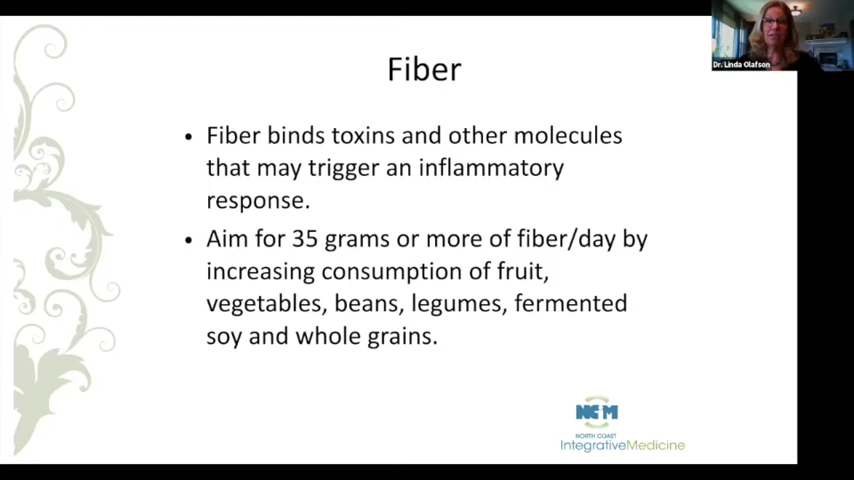 Dr. Linda Olafson
Fiber
• Fiber binds toxins and other molecules
that may trigger an inflammatory
response.
• Aim for 35 grams or more of fiber/day by
increasing consumption of fruit,
vegetables, beans, legumes, fermented
soy and whole grains.
NCIM
NORTH COAST
IntegrativeMedicine